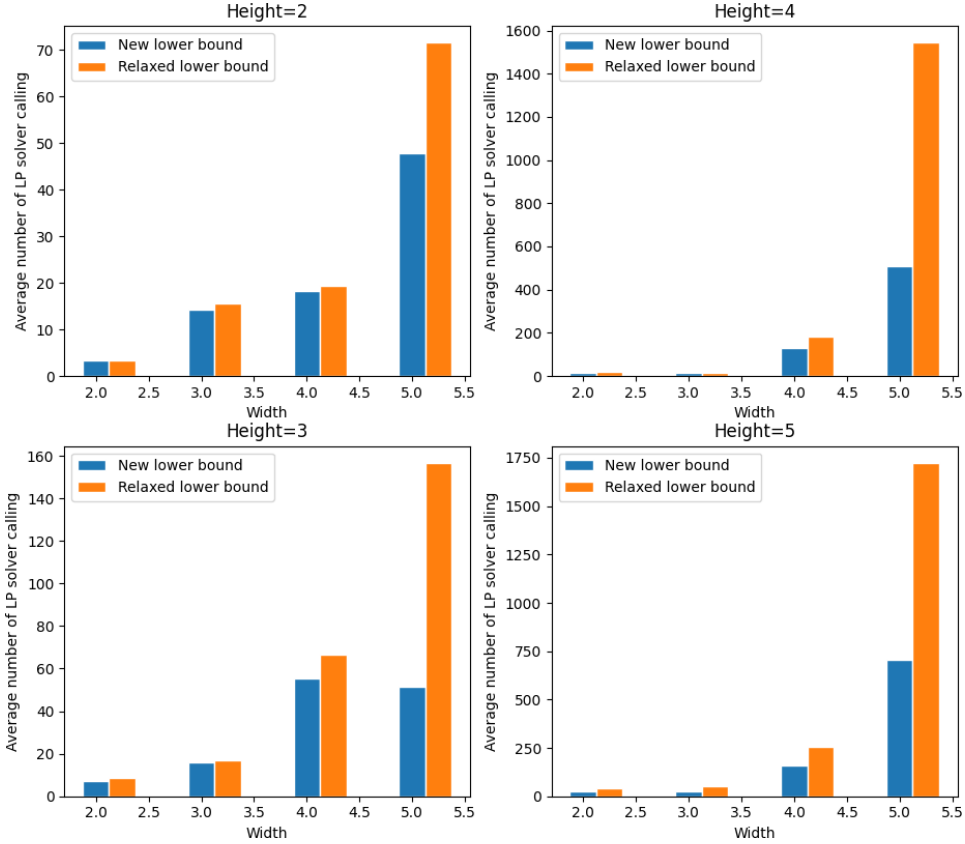 Height=2
New lower bound
Relaxed lower bound
Average number of LP solver calling
70
60
50
40
30
20
10
0
2.0 2.5 3.0 3.5 4.0 4.5 5.0 5.5
Width
Height=4
New lower bound
Relaxed lower bound
Average number of LP solver calling
1600
1400
1200
1000
800
600
400
200
0
2.0 2.5 3.0 3.5 4.0 4.5 5.0 5.5
Width
Height=3
New lower bound
Relaxed lower bound
Average number of LP solver calling
160
140
120
100
80
60
40
20
0
2.0 2.5 3.0 3.5 4.0 4.5 5.0 5.5
Width
Height=5
New lower bound
Relaxed lower bound
Average number of LP solver calling
1750
1500
1250
1000
750
500
250
0
2.0 2.5 3.0 3.5 4.0 4.5 5.0 5.5
Width